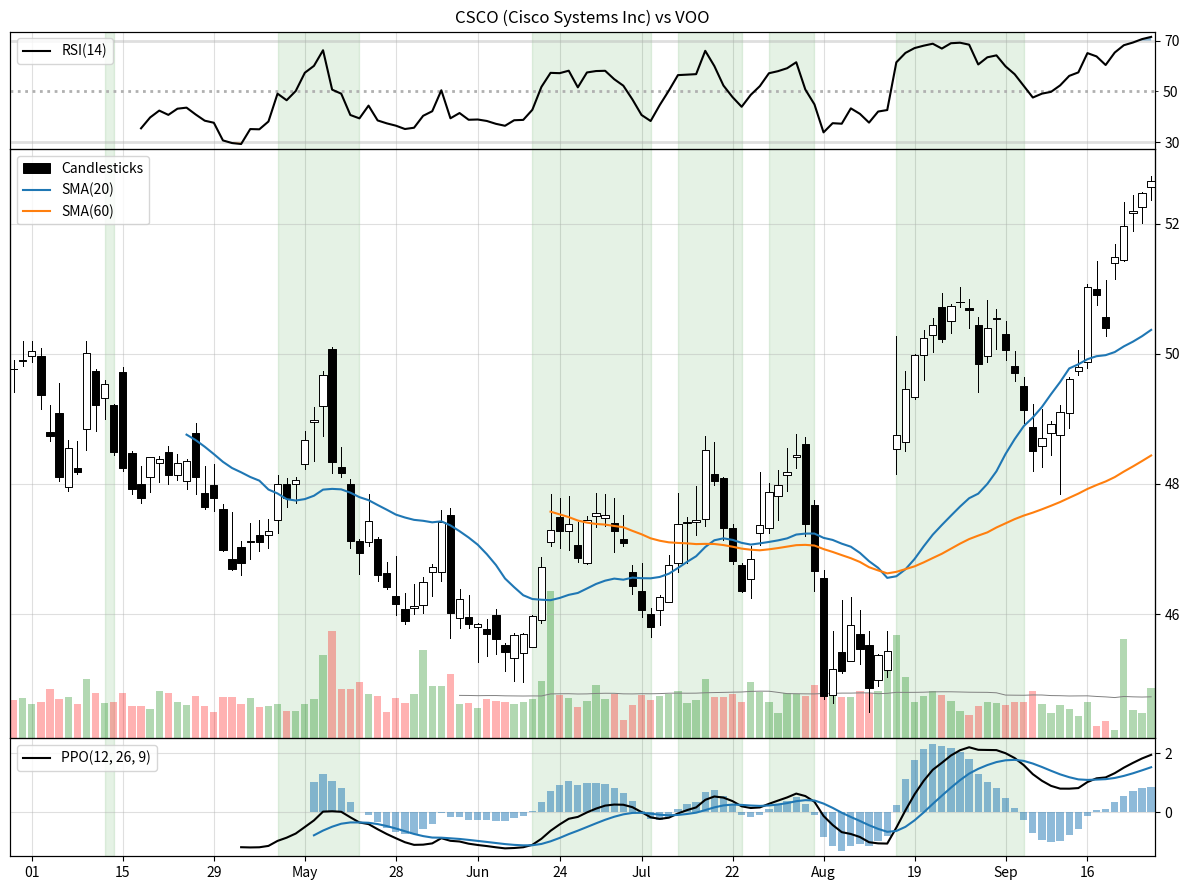 CSCO (Cisco Systems Inc) vs VOO
RSI(14)
70
50
30
Candlesticks
SMA(20)
SMA(60)
52
50
48
46
PPO(12, 26, 9)
2
0
01 15 29 May 28 Jun 24 Jul 22 Aug 19 Sep 16